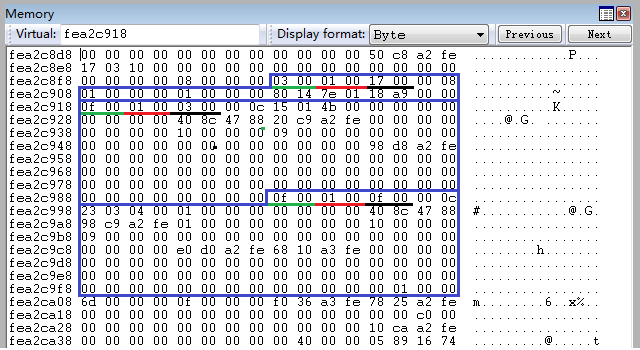 Memory
Virtual: fea2c918 Display format: Byte Previous Next
fea2c8d8 00 00 00 00 00 00 00 00 00 00 00 00 50 c8 a2 fe ............P...
fea2c8e8 17 03 10 00 00 00 00 00 00 00 00 00 00 00 00 00 ................
fea2c8f8 00 00 00 00 08 00 00 00 03 00 01 00 17 00 00 00 ................
fea2c908 01 00 00 00 01 00 00 00 81 14 7e 01 18 a9 00 00 ..........~.....
fea2c918 0f 00 01 00 03 00 00 0c 15 01 4b 00 00 00 00 00 ..........K.....
fea2c928 00 00 00 00 40 8c 47 88 20 c9 a2 fe 00 00 00 00 ....@.G. .......
fea2c938 00 00 00 00 10 00 00 00 09 00 00 00 00 00 00 00 ................
fea2c948 00 00 00 00 00 00 00 00 00 00 00 00 98 d8 a2 fe ................
fea2c958 00 00 00 00 00 00 00 00 00 00 00 00 00 00 00 00 ................
fea2c968 00 00 00 00 00 00 00 00 00 00 00 00 00 00 00 00 ................
fea2c978 00 00 00 00 00 00 00 00 00 00 00 00 00 00 00 00 ................
fea2c988 00 00 00 00 00 00 00 00 0f 00 01 00 0f 00 00 0c ................
fea2c998 23 03 04 00 01 00 00 00 00 00 00 00 40 8c 47 88 #...........@.G.
fea2c9a8 98 c9 a2 fe 01 00 00 00 00 00 00 00 10 00 00 00 ................
fea2c9b8 09 00 00 00 00 00 00 00 00 00 00 00 00 00 00 00 ................
fea2c9c8 00 00 00 00 e0 d0 a2 fe 68 10 a3 fe 00 00 00 00 ........h.......
fea2c9d8 00 00 00 00 00 00 00 00 00 00 00 00 00 00 00 00 ................
fea2c9e8 00 00 00 00 00 00 00 00 00 00 00 00 00 00 00 00 ................
fea2c9f8 00 00 00 00 00 00 00 00 00 00 00 00 00 01 00 00 ................
fea2ca08 6d 00 00 00 0f 00 00 00 f0 36 a3 fe 78 25 a2 fe m........6..x%..
fea2ca18 00 00 00 00 00 00 00 00 00 00 00 00 00 00 c0 00 ................
fea2ca28 00 00 00 00 00 00 00 00 00 00 00 00 10 ca a2 fe ................
fea2ca38 00 00 00 00 00 00 00 00 00 40 00 00 05 89 16 74 .........@.....t